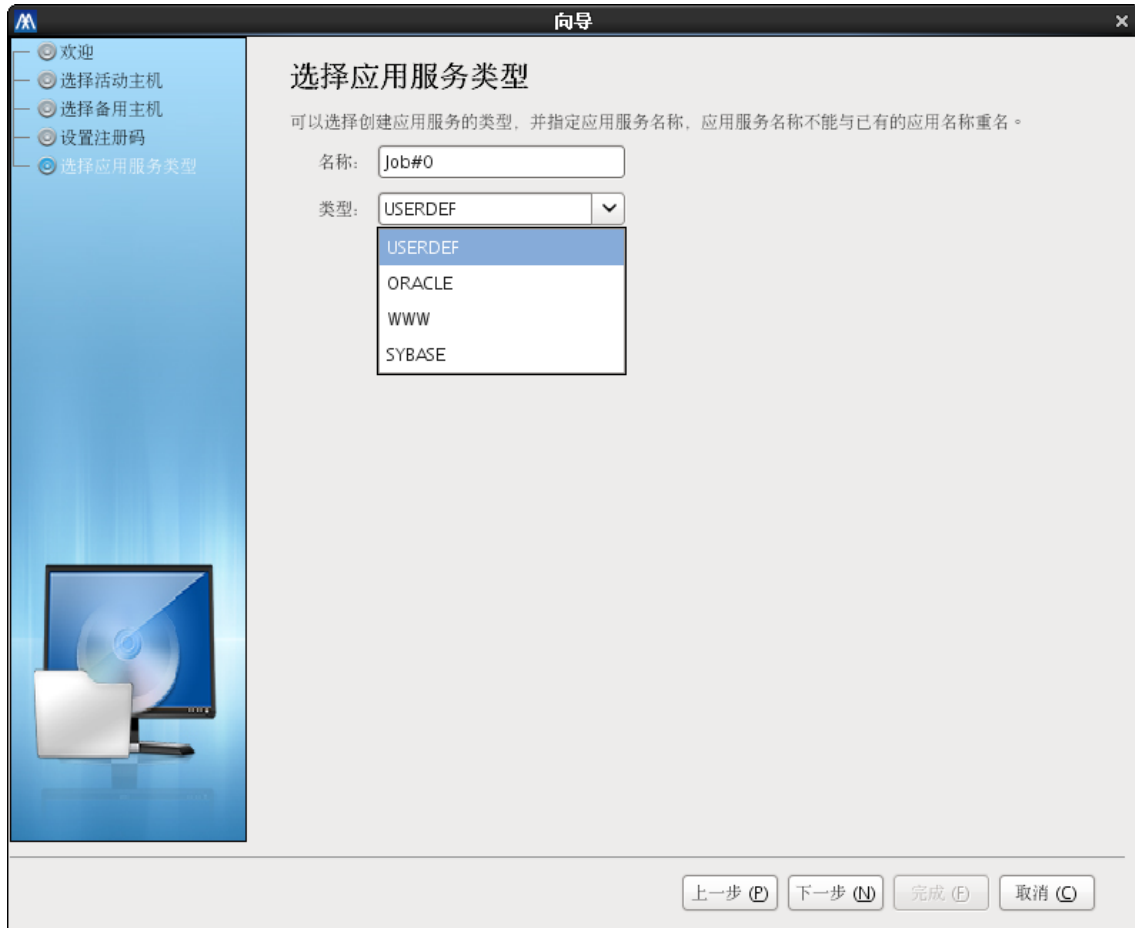 向导
欢迎
选择活动主机
选择备用主机
设置注册码
选择应用服务类型
选择应用服务类型
可以选择创建应用服务的类型，并指定应用服务名称，应用服务名称不能与已有的应用名称重名。
名称: Job#0
类型: USERDEF
USERDEF
ORACLE
WWW
SYBASE
上一步 (P) 下一步 (N) 完成 (F) 取消 (C)